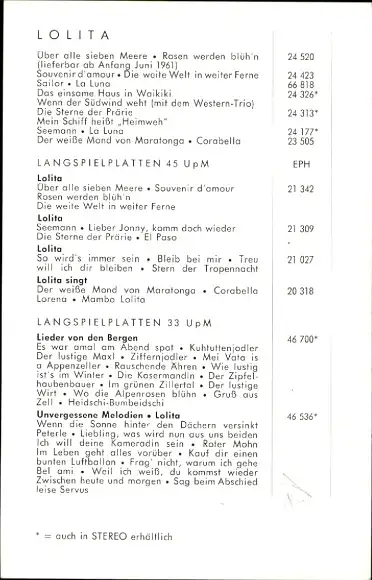 LOLITA
Über alle sieben Meere • Rosen werden blüh'n 24 520
(lieferbar ab Anfang Juni 1961)
Souvenir d'amour • Die weite Welt in weiter Ferne 24 423
Sailor • La Luna 66 818
Das einsame Haus in Waikiki 24 326*
Wenn der Südwind weht (mit dem Western-Trio)
Die Sterne der Prärie 24 313*
Mein Schiff heißt „Heimweh"
Seemann • La Luna 24 177*
Der weiße Mond von Maratonga • Corabella 23 505
LANGSPIELPLATTEN 45 UpM EPH
Lolita
Über alle sieben Meere • Souvenir d'amour 21 342
Rosen werden blüh'n
Die weite Welt in weiter Ferne
Lolita
Seemann • Lieber Jonny, komm doch wieder 21 309
Die Sterne der Prärie • El Paso
Lolita
So wird's immer sein • Bleib bei mir • Treu 21 027
will ich dir bleiben • Stern der Tropennacht
Lolita singt
Der weiße Mond von Maratonga • Corabella 20 318
Lorena • Mambo Lolita
LANGSPIELPLATTEN 33 UpM
Lieder von den Bergen 46 700*
Es war amal am Abend spat • Kuhtuttenjodler
Der lustige Maxl • Ziffernjodler • Mei Vata is
a Appenzeller • Rauschende Ähren • Wie lustig
ist's im Winter • Die Kasermandln • Der Zipfel-
haubenbauer • Im grünen Zillertal • Der lustige
Wirt • Wo die Alpenrosen blühn • Gruß aus
Zell • Heidschi-Bumbeidschi
Unvergessene Melodien • Lolita 46 536*
Wenn die Sonne hinter den Dächern versinkt
Peterle • Liebling, was wird nun aus uns beiden
Ich will deine Kameradin sein • Roter Mohn
Im Leben geht alles vorüber • Kauf dir einen
bunten Luftballon • Frag' nicht, warum ich gehe
Bel ami • Weil ich weiß, du kommst wieder
Zwischen heute und morgen • Sag beim Abschied
leise Servus
* = auch in STEREO erhältlich